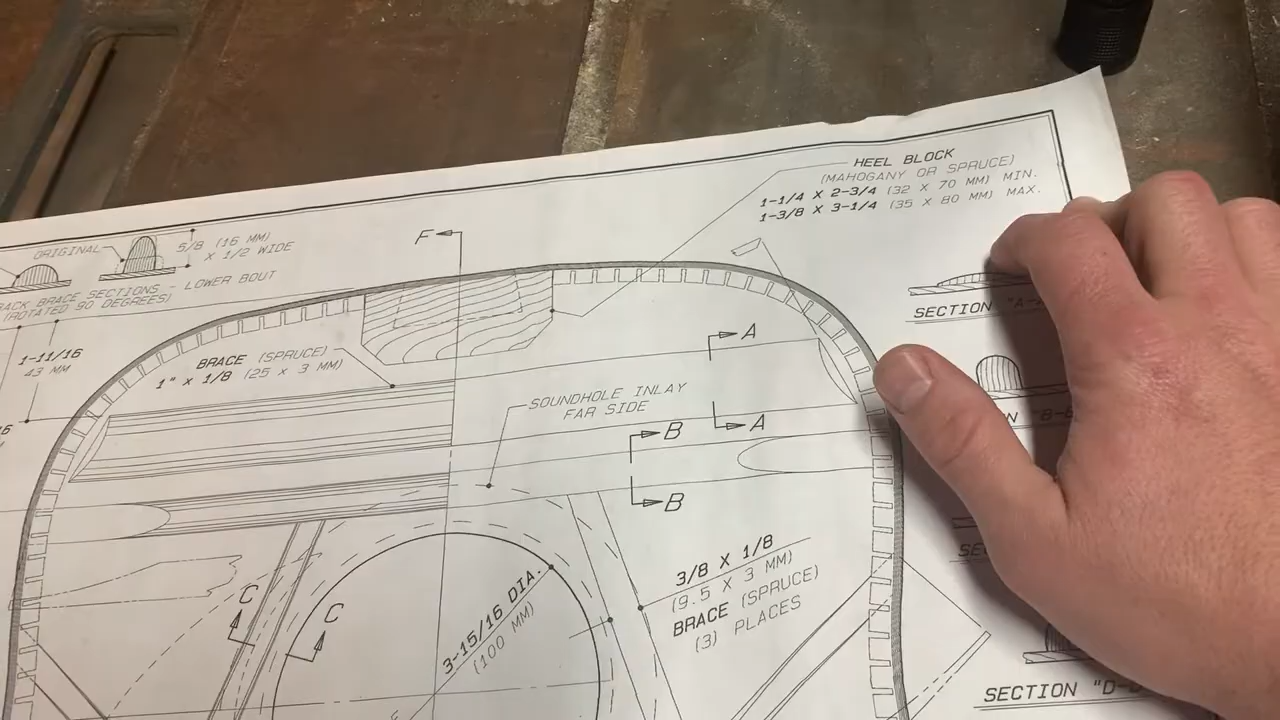 HEEL BLOCK
(MAHOGANY OR SPRUCE)
1-1/4 X 2-3/4 (32 X 70 MM) MIN.
1-3/8 X 3-1/4 (35 X 80 MM) MAX.
ORIGINAL
5/8 (16 MM)
X 1/2 WIDE
BRACE SECTIONS - LOWER BOUT
(ROTATED 90 DEGREES)
F
1-11/16
43 MM
BRACE (SPRUCE)
1" X 1/8 (25 X 3 MM)
SOUNDHOLE INLAY
FAR SIDE
A
A
B
B
SECTION "A-
"B-
C
C
3-15/16 DIA.
(100 MM)
3/8 X 1/8
(9.5 X 3 MM)
BRACE (SPRUCE)
(3) PLACES
SECTION "D-